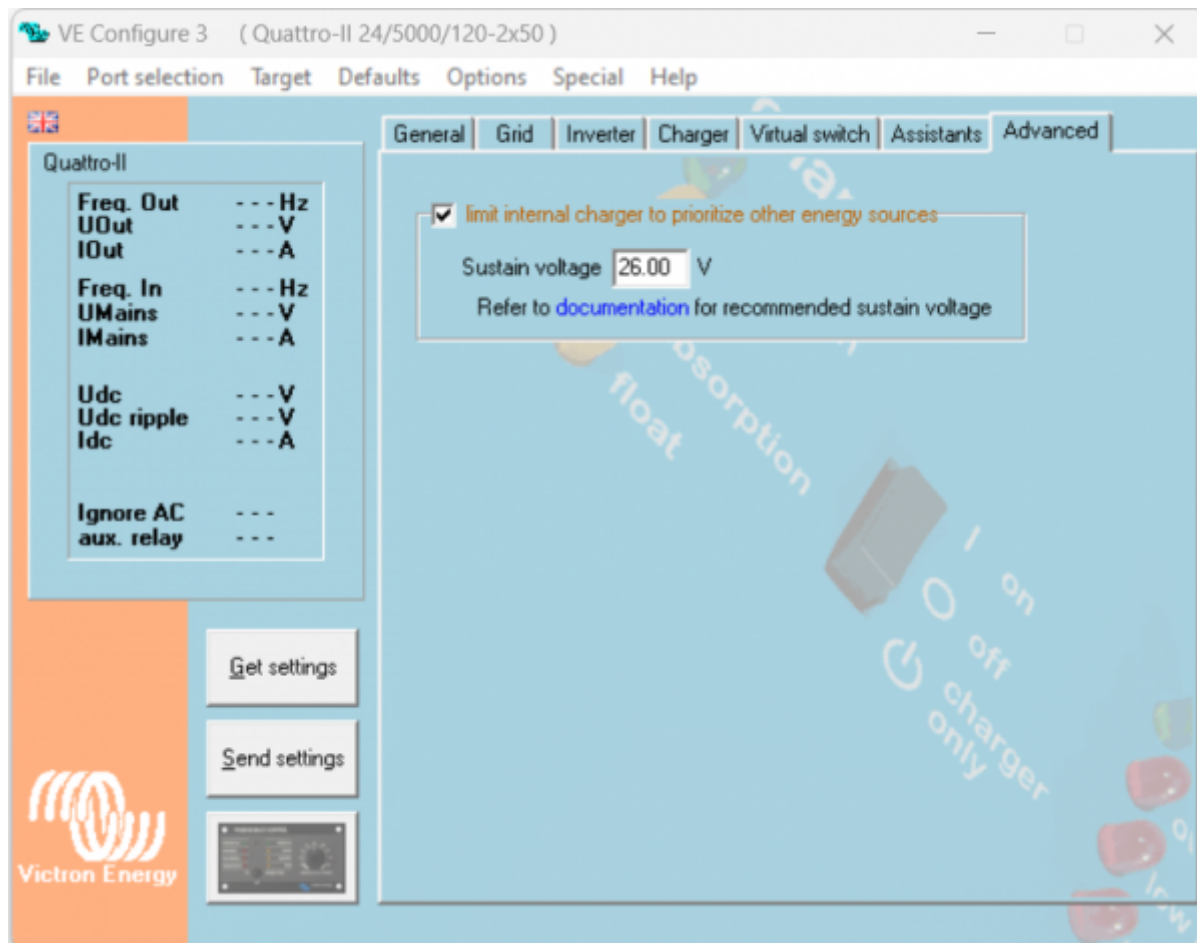 VE Configure 3 ( Quattro-II 24/5000/120-2x50 )
File Port selection Target Defaults Options Special Help
General Grid Inverter Charger Virtual switch Assistants Advanced
Quattro-II
Freq. Out - - - Hz
UOut - - - V
IOut - - - A
Freq. In - - - Hz
UMains - - - V
IMains - - - A
Udc - - - V
Udc ripple - - - V
Idc - - - A
Ignore AC - - -
aux. relay - - -
limit internal charger to prioritize other energy sources
Sustain voltage 26.00 V
Refer to documentation for recommended sustain voltage
absorption
float
on
off
charger
only
low
Get settings
Send settings
Victron Energy